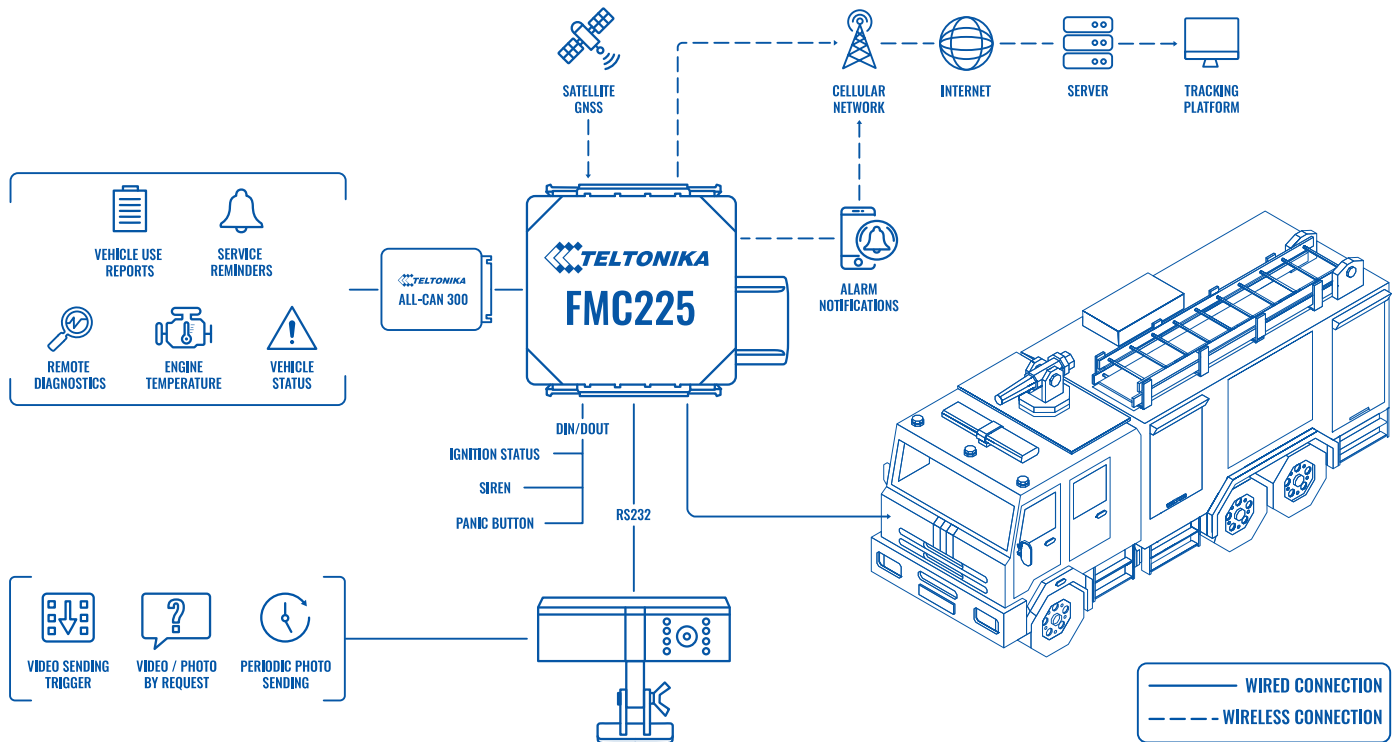 SATELLITE
GNSS
CELLULAR
NETWORK
INTERNET
SERVER
TRACKING
PLATFORM
VEHICLE USE
REPORTS
SERVICE
REMINDERS
REMOTE
DIAGNOSTICS
ENGINE
TEMPERATURE
VEHICLE
STATUS
TELTONIKA
ALL-CAN 300
TELTONIKA
FMC225
ALARM
NOTIFICATIONS
DIN/DOUT
IGNITION STATUS
SIREN
PANIC BUTTON
RS232
VIDEO SENDING
TRIGGER
?
VIDEO / PHOTO
BY REQUEST
PERIODIC PHOTO
SENDING
WIRED CONNECTION
WIRELESS CONNECTION